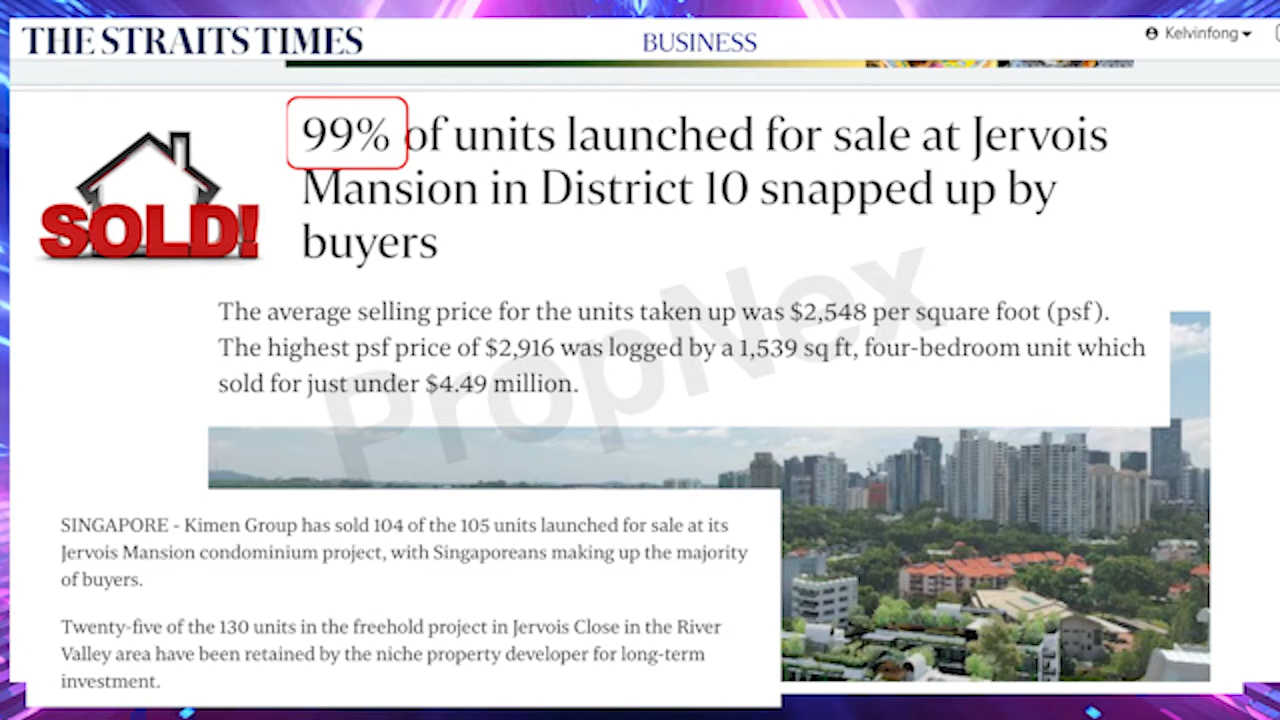 THE STRAITS TIMES
BUSINESS
Kelvinfong
SOLD!
99% of units launched for sale at Jervois
Mansion in District 10 snapped up by
buyers
The average selling price for the units taken up was $2,548 per square foot (psf).
The highest psf price of $2,916 was logged by a 1,539 sq ft, four-bedroom unit which
sold for just under $4.49 million.
PropNex
SINGAPORE - Kimen Group has sold 104 of the 105 units launched for sale at its
Jervois Mansion condominium project, with Singaporeans making up the majority
of buyers.
Twenty-five of the 130 units in the freehold project in Jervois Close in the River
Valley area have been retained by the niche property developer for long-term
investment.